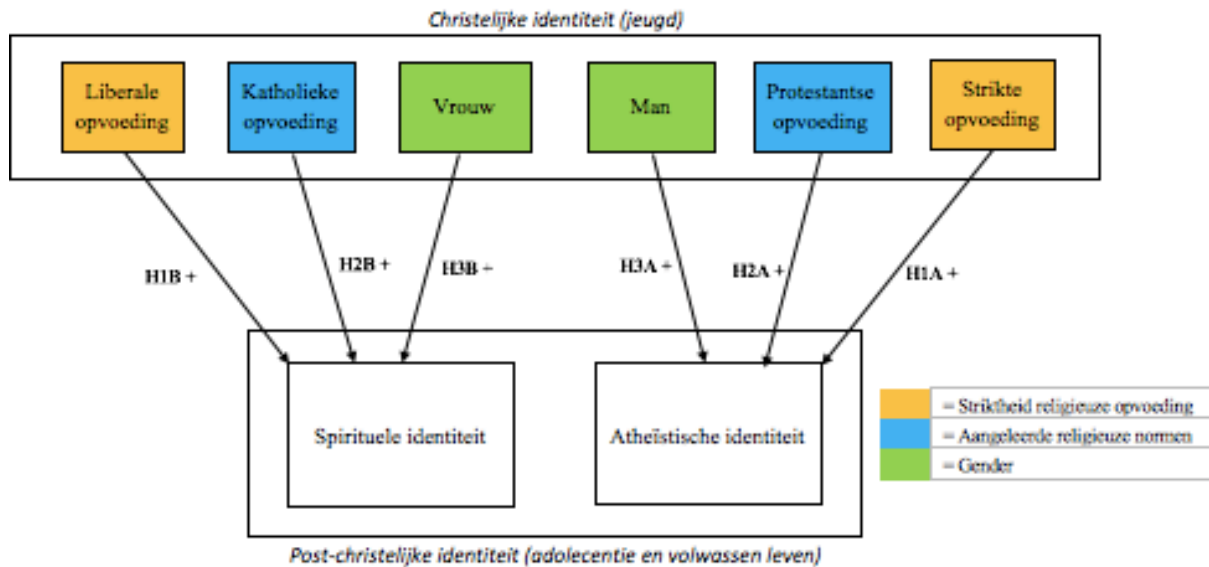 Christelijke identiteit (jeugd)
Liberale
opvoeding
Katholieke
opvoeding
Vrouw
Man
Protestantse
opvoeding
Strikte
opvoeding
H1B +
H2B +
H3B +
H3A +
H2A +
H1A +
Spirituele identiteit
Atheïstische identiteit
= Striktheid religieuze opvoeding
= Aangeleerde religieuze normen
= Gender
Post-christelijke identiteit (adolecentie en volwassen leven)